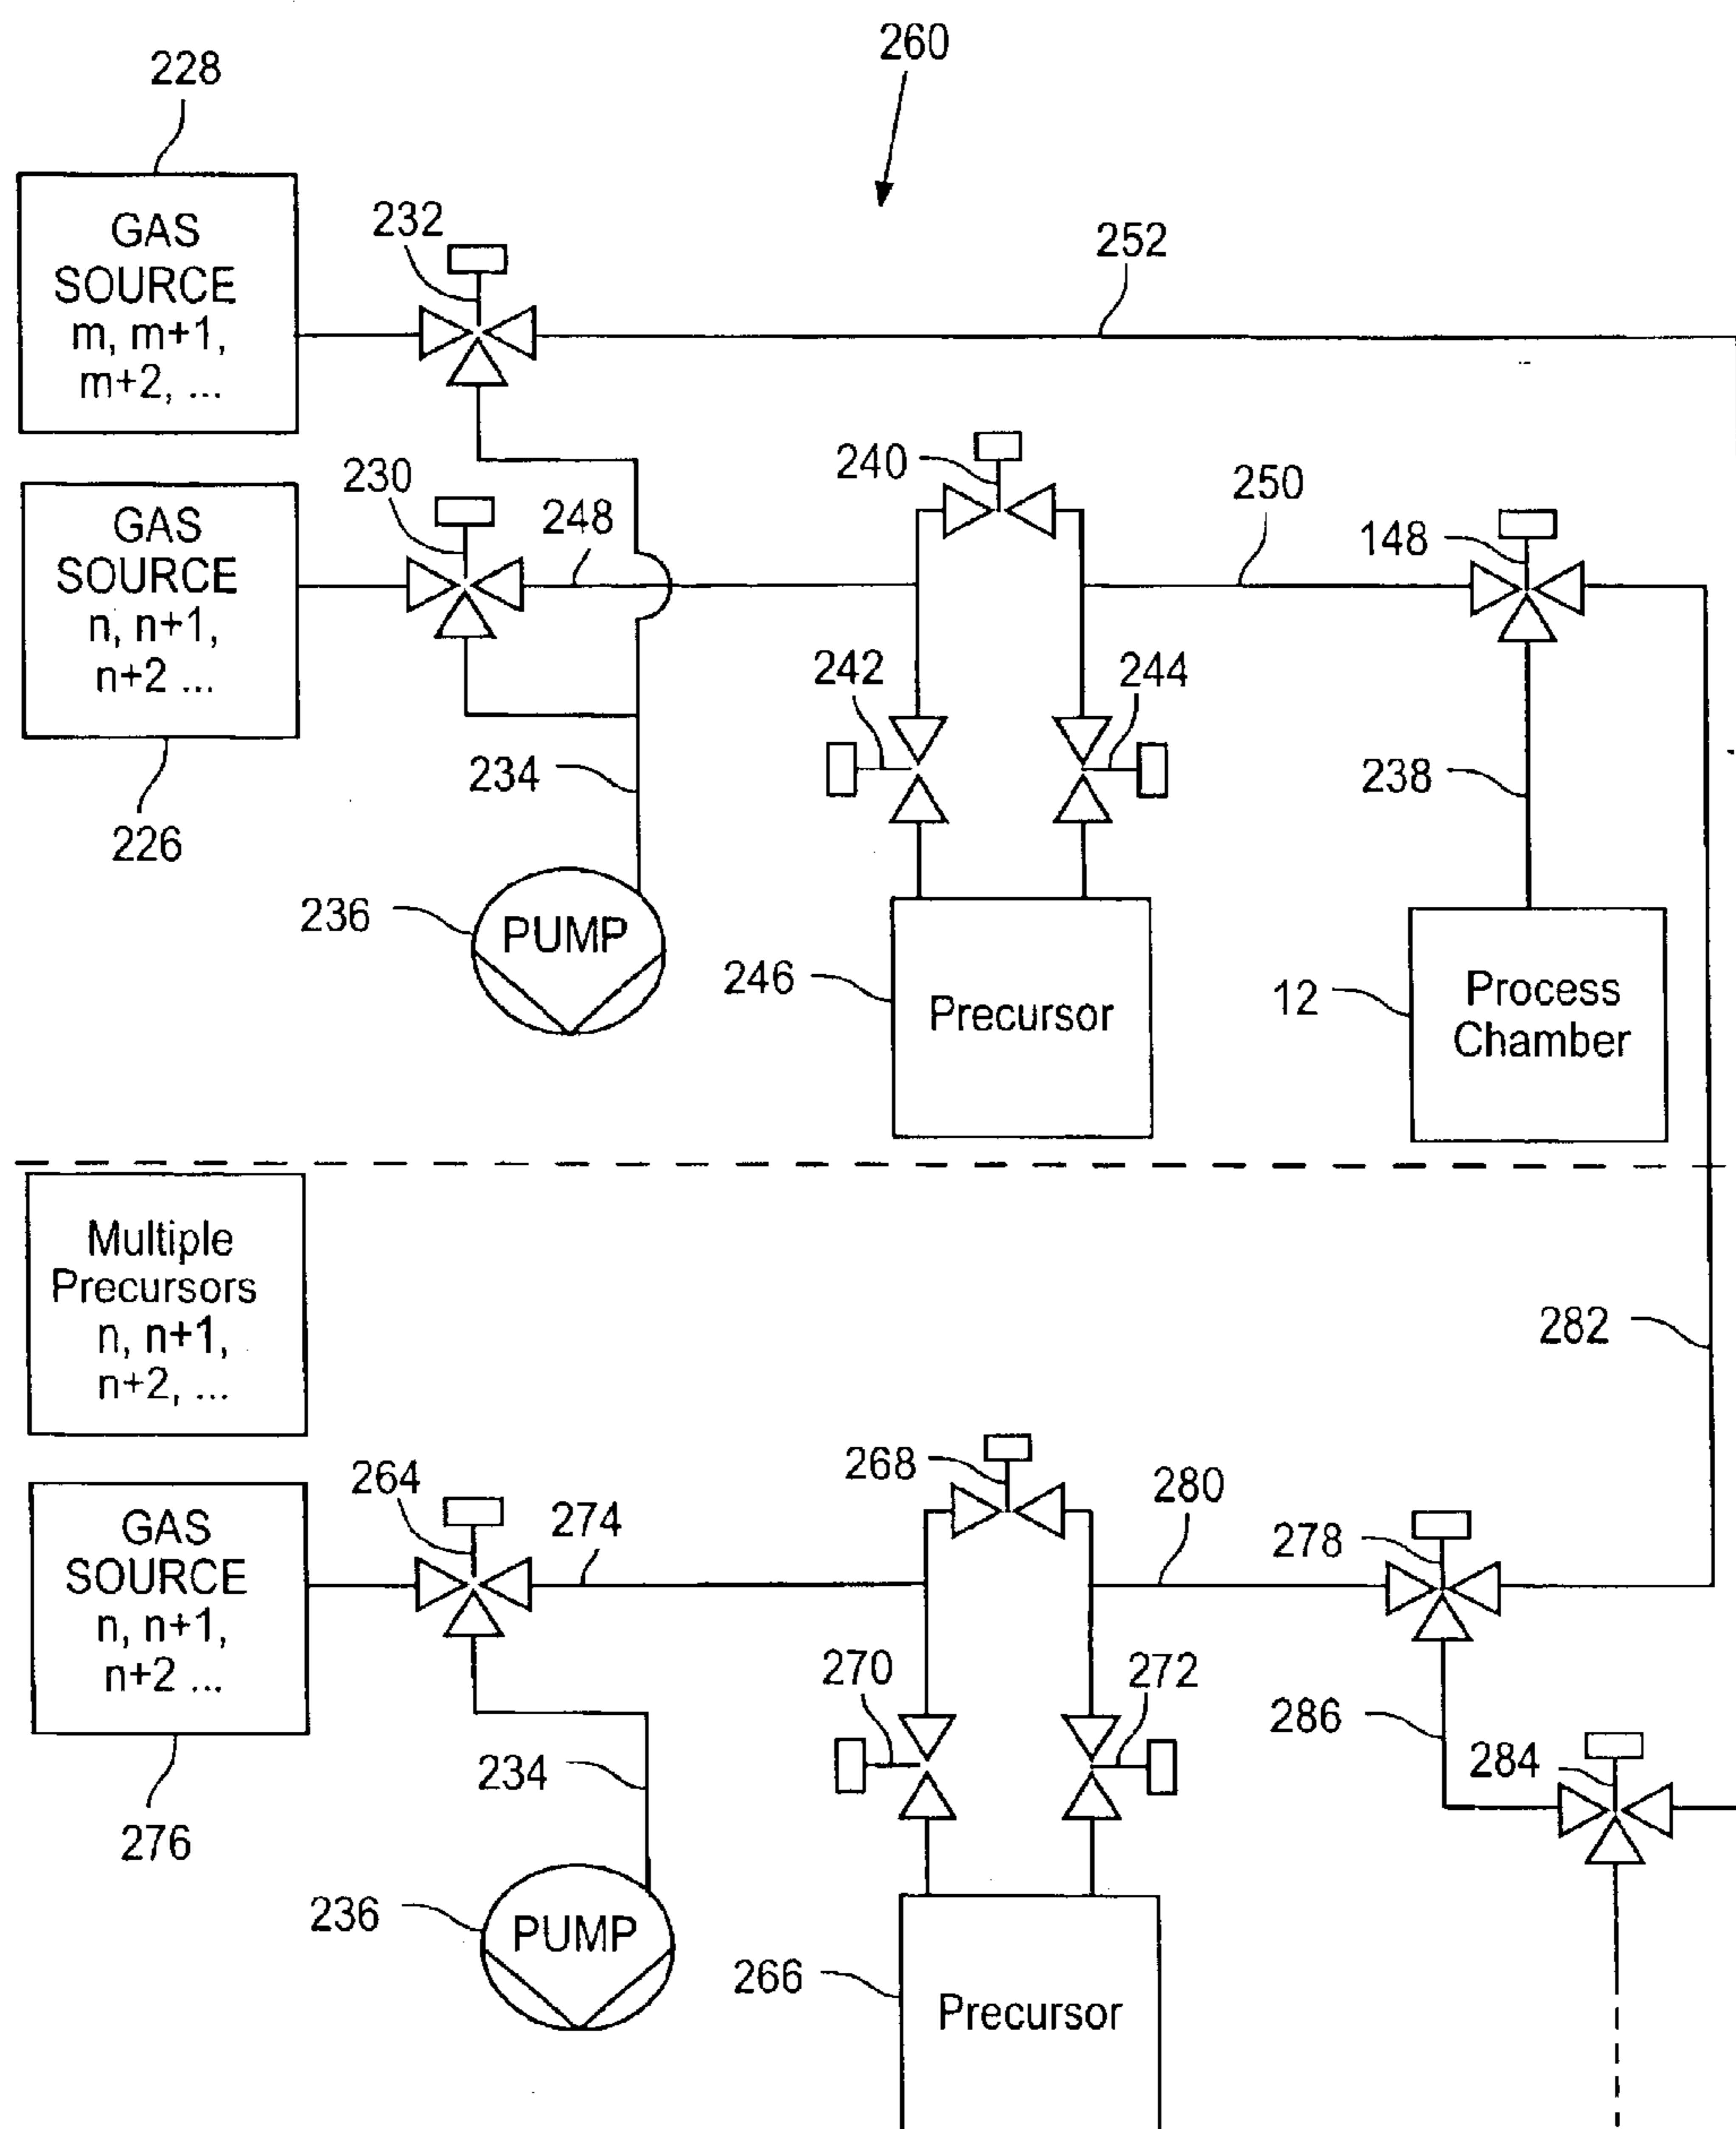 260
228
GAS
SOURCE
m, m+1,
m+2, ...
232
252
230
248
240
250
148
GAS
SOURCE
n, n+1,
n+2 ...
226
242
244
234
238
236
PUMP
246
Precursor
12
Process
Chamber
Multiple
Precursors
n, n+1,
n+2, ...
282
264
274
268
280
278
GAS
SOURCE
n, n+1,
n+2 ...
276
270
272
286
284
234
236
PUMP
266
Precursor